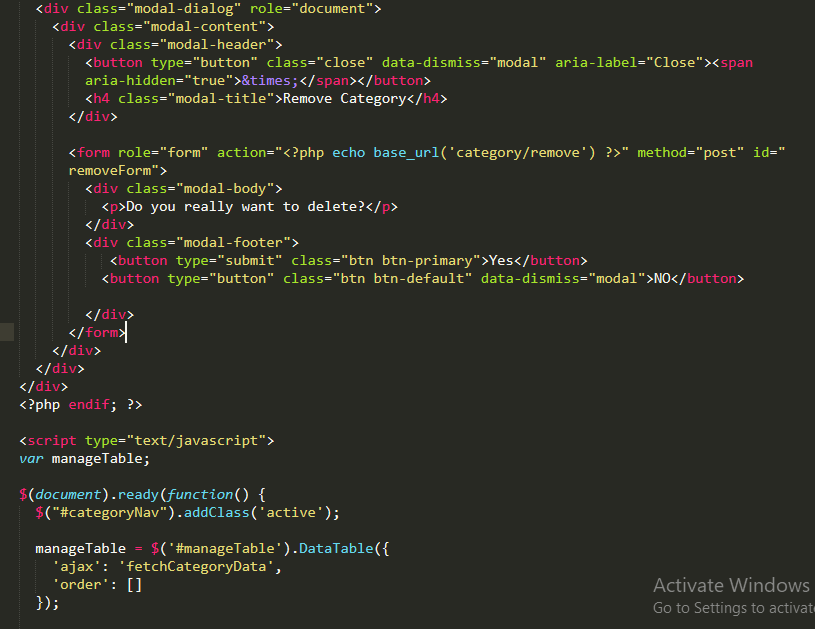 <div class="modal-dialog" role="document">
<div class="modal-content">
<div class="modal-header">
<button type="button" class="close" data-dismiss="modal" aria-label="Close"><span
aria-hidden="true">&times;</span></button>
<h4 class="modal-title">Remove Category</h4>
</div>
<form role="form" action="<?php echo base_url('category/remove') ?>" method="post" id="
removeForm">
<div class="modal-body">
<p>Do you really want to delete?</p>
</div>
<div class="modal-footer">
<button type="submit" class="btn btn-primary">Yes</button>
<button type="button" class="btn btn-default" data-dismiss="modal">NO</button>
</div>
</form>
</div>
</div>
</div>
<?php endif; ?>
<script type="text/javascript">
var manageTable;
$(document).ready(function() {
$("#categoryNav").addClass('active');
manageTable = $('#manageTable').DataTable({
'ajax': 'fetchCategoryData',
'order': []
});
Activate Windows
Go to Settings to activat